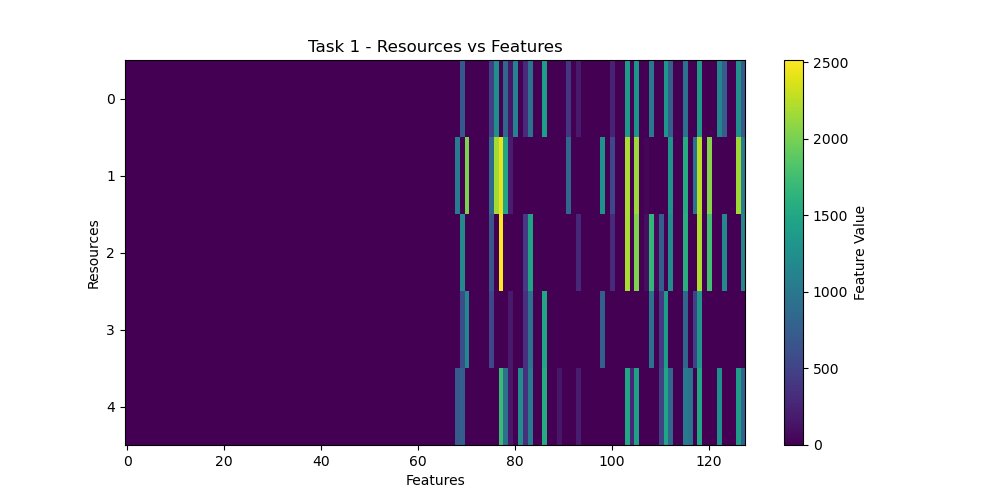 Task 1 - Resources vs Features
Resources
0
1
2
3
4
0 20 40 60 80 100 120
Features
2500
2000
1500
1000
500
0
Feature Value